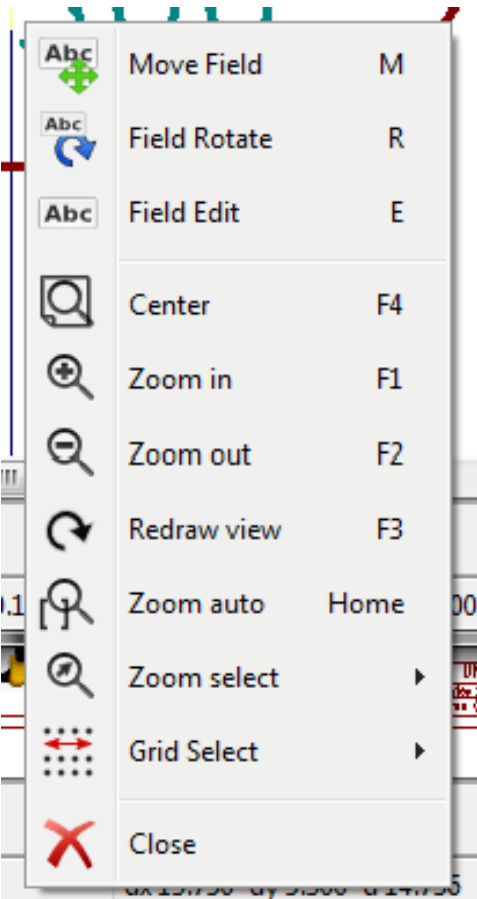 Abc Move Field M
Abc Field Rotate R
Abc Field Edit E
Center F4
Zoom in F1
Zoom out F2
Redraw view F3
Zoom auto Home
Zoom select
Grid Select
Close